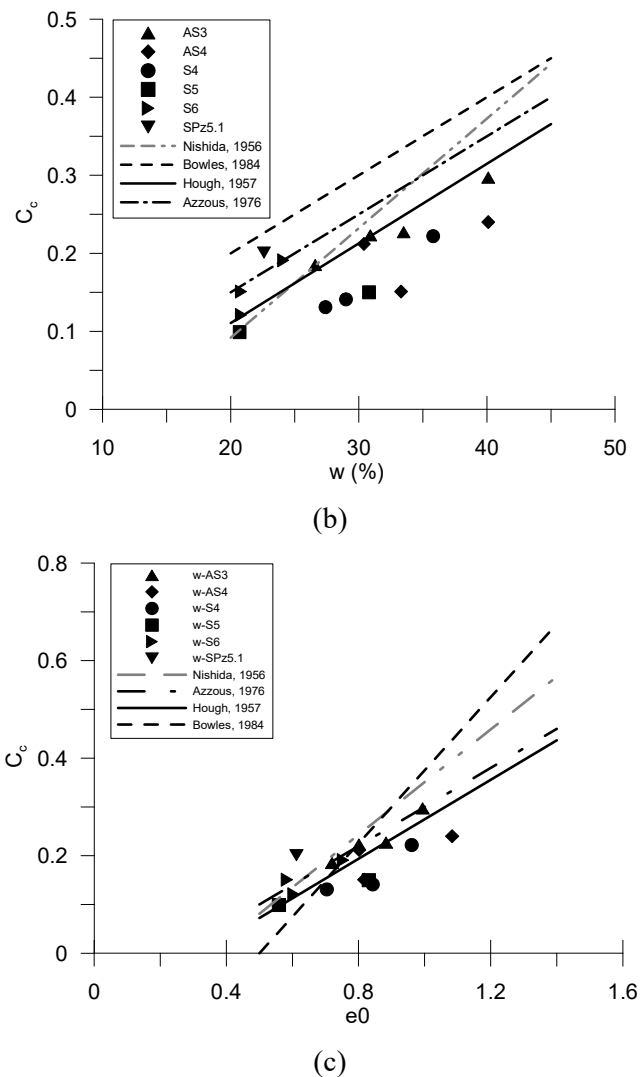 0.5
0.4
0.3
0.2
0.1
0
C_c
AS3
AS4
S4
S5
S6
SPz5.1
Nishida, 1956
Bowles, 1984
Hough, 1957
Azzous, 1976
10
20
30
40
50
w (%)
(b)
0.8
0.6
0.4
0.2
0
C_c
w-AS3
w-AS4
w-S4
w-S5
w-S6
w-SPz5.1
Nishida, 1956
Azzous, 1976
Hough, 1957
Bowles, 1984
0
0.4
0.8
1.2
1.6
e0
(c)